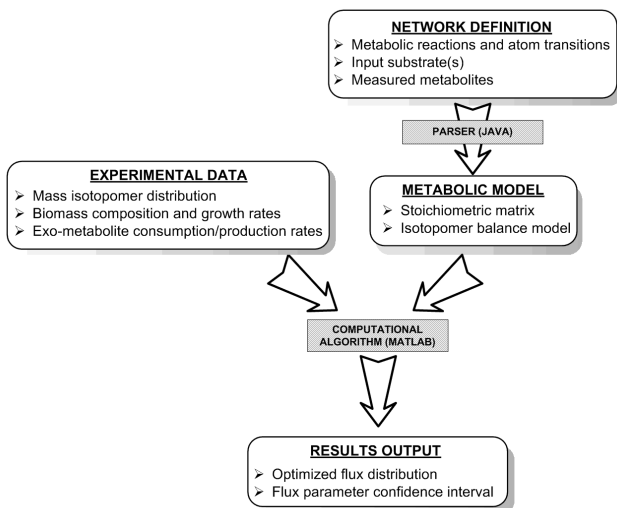 NETWORK DEFINITION
➢ Metabolic reactions and atom transitions
➢ Input substrate(s)
➢ Measured metabolites
PARSER (JAVA)
EXPERIMENTAL DATA
➢ Mass isotopomer distribution
➢ Biomass composition and growth rates
➢ Exo-metabolite consumption/production rates
METABOLIC MODEL
➢ Stoichiometric matrix
➢ Isotopomer balance model
COMPUTATIONAL
ALGORITHM (MATLAB)
RESULTS OUTPUT
➢ Optimized flux distribution
➢ Flux parameter confidence interval